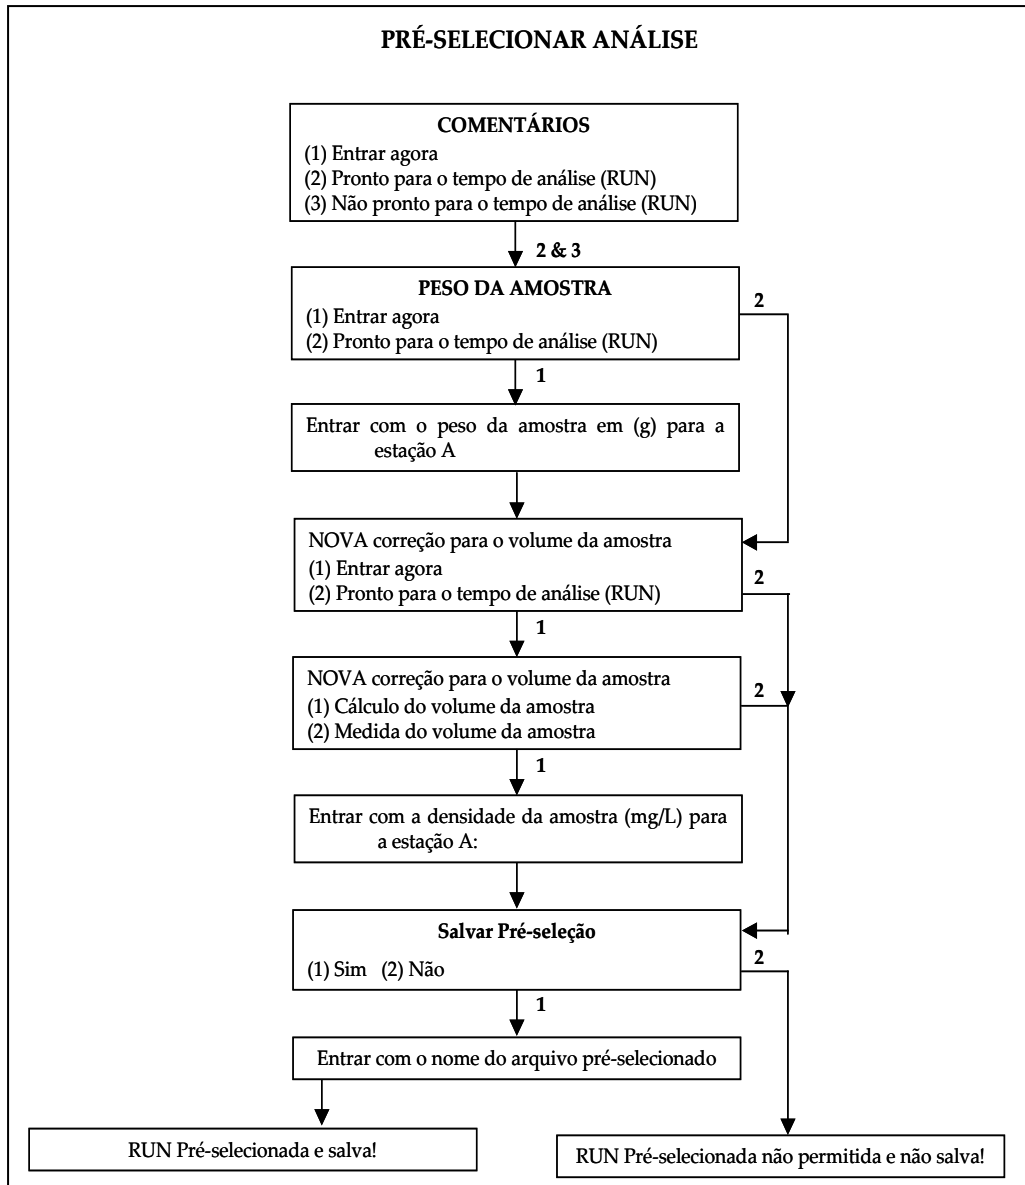 PRÉ-SELECIONAR ANÁLISE
COMENTÁRIOS
(1) Entrar agora
(2) Pronto para o tempo de análise (RUN)
(3) Não pronto para o tempo de análise (RUN)
2 & 3
PESO DA AMOSTRA
(1) Entrar agora
(2) Pronto para o tempo de análise (RUN)
2
1
Entrar com o peso da amostra em (g) para a
estação A
NOVA correção para o volume da amostra
(1) Entrar agora
(2) Pronto para o tempo de análise (RUN)
2
1
NOVA correção para o volume da amostra
(1) Cálculo do volume da amostra
(2) Medida do volume da amostra
2
1
Entrar com a densidade da amostra (mg/L) para
a estação A:
Salvar Pré-seleção
(1) Sim (2) Não
2
1
Entrar com o nome do arquivo pré-selecionado
RUN Pré-selecionada e salva!
RUN Pré-selecionada não permitida e não salva!